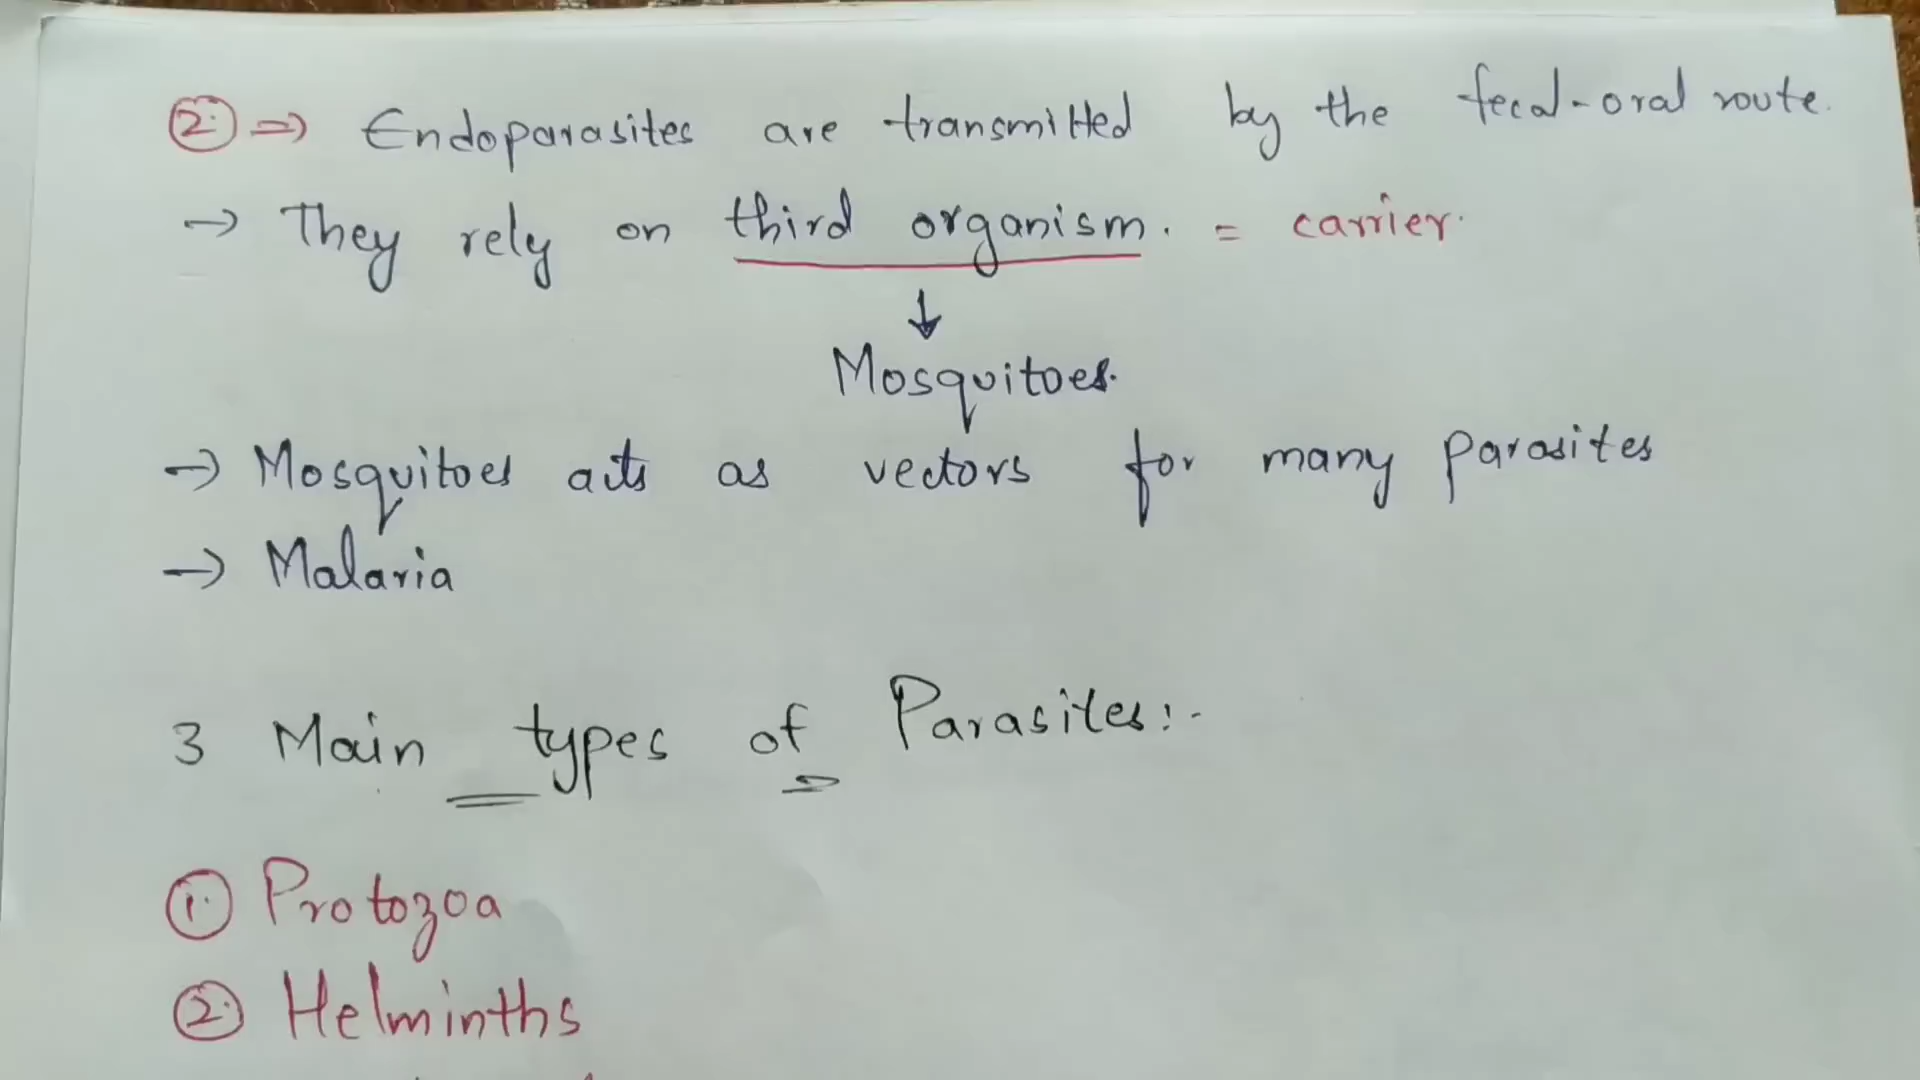 2. => Endoparasites are transmitted by the fecal-oral route.
→ They rely on third organism. = carrier.
↓
Mosquitoes.
→ Mosquitoes acts as vectors for many parasites
→ Malaria
3 Main types of Parasites:-
1. Protozoa
2. Helminths